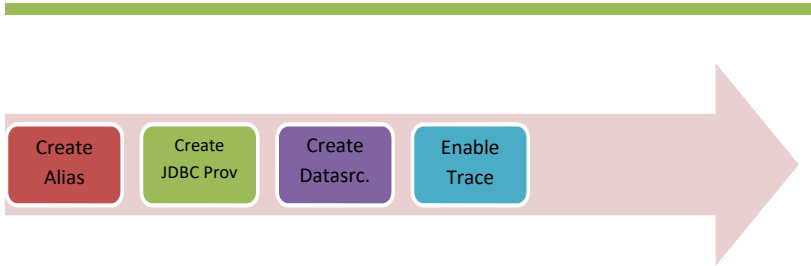 Create
Alias
Create
JDBC Prov
Create
Datasrc.
Enable
Trace